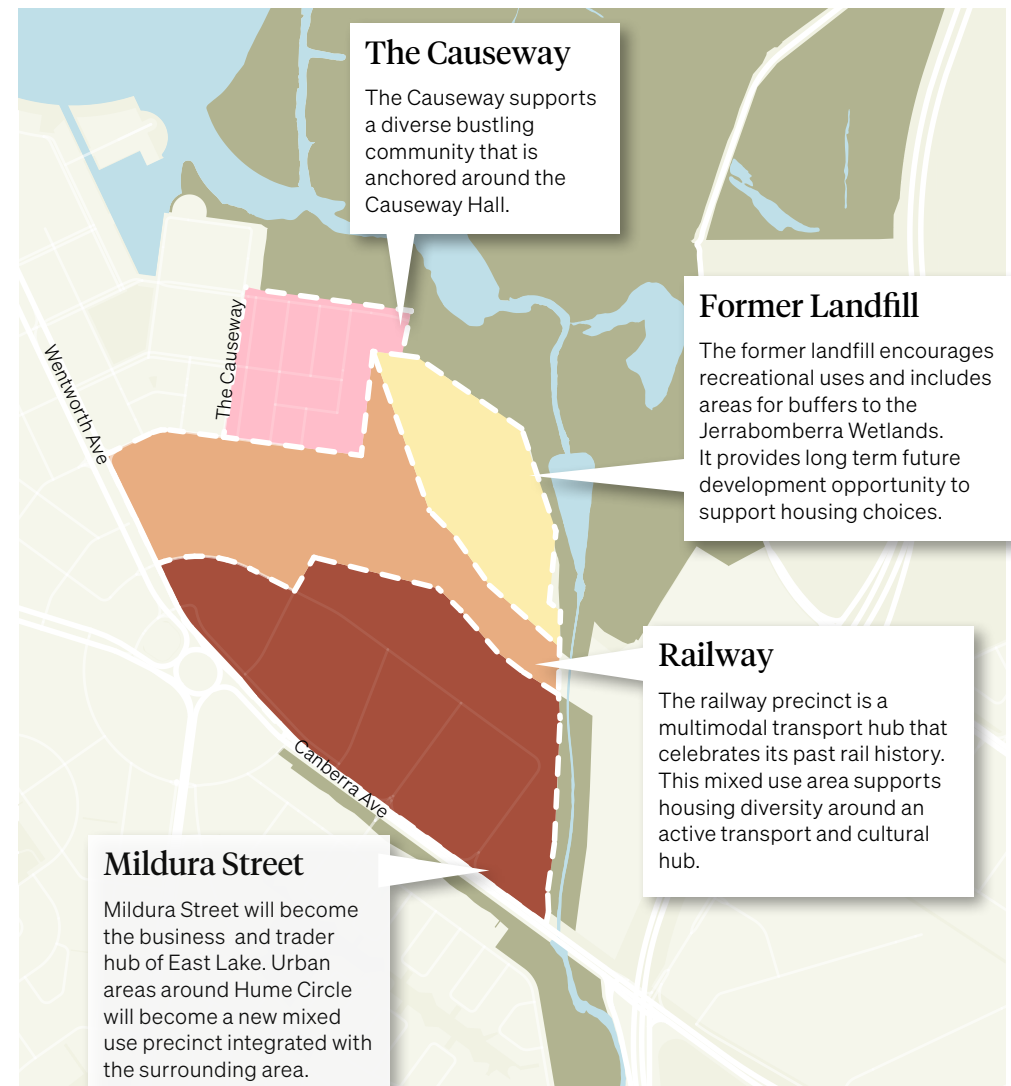 The Causeway
The Causeway supports
a diverse bustling
community that is
anchored around the
Causeway Hall.
Former Landfill
The former landfill encourages
recreational uses and includes
areas for buffers to the
Jerrabomberra Wetlands.
It provides long term future
development opportunity to
support housing choices.
The Causeway
Wentworth Ave
Railway
The railway precinct is a
multimodal transport hub that
celebrates its past rail history.
This mixed use area supports
housing diversity around an
active transport and cultural
hub.
Canberra Ave
Mildura Street
Mildura Street will become
the business and trader
hub of East Lake. Urban
areas around Hume Circle
will become a new mixed
use precinct integrated with
the surrounding area.